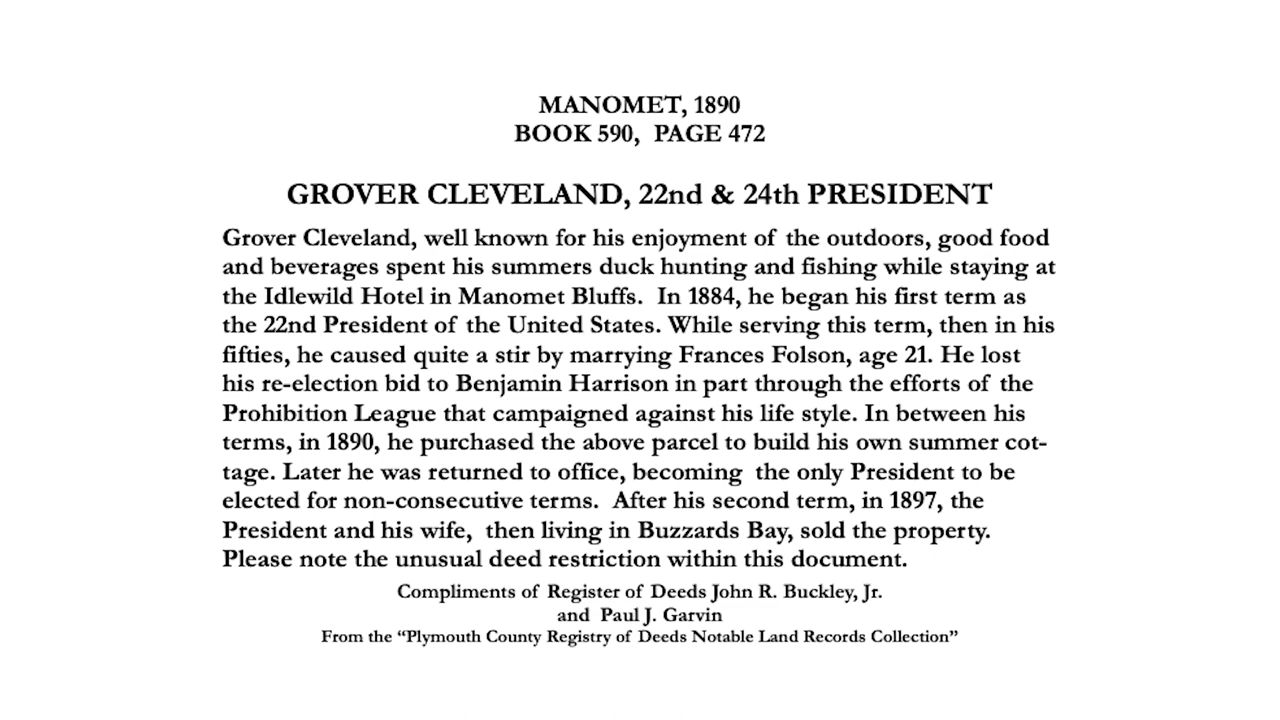 MANOMET, 1890
BOOK 590, PAGE 472
GROVER CLEVELAND, 22nd & 24th PRESIDENT
Grover Cleveland, well known for his enjoyment of the outdoors, good food
and beverages spent his summers duck hunting and fishing while staying at
the Idlewild Hotel in Manomet Bluffs. In 1884, he began his first term as
the 22nd President of the United States. While serving this term, then in his
fifties, he caused quite a stir by marrying Frances Folson, age 21. He lost
his re-election bid to Benjamin Harrison in part through the efforts of the
Prohibition League that campaigned against his life style. In between his
terms, in 1890, he purchased the above parcel to build his own summer cot-
tage. Later he was returned to office, becoming the only President to be
elected for non-consecutive terms. After his second term, in 1897, the
President and his wife, then living in Buzzards Bay, sold the property.
Please note the unusual deed restriction within this document.
Compliments of Register of Deeds John R. Buckley, Jr.
and Paul J. Garvin
From the “Plymouth County Registry of Deeds Notable Land Records Collection”